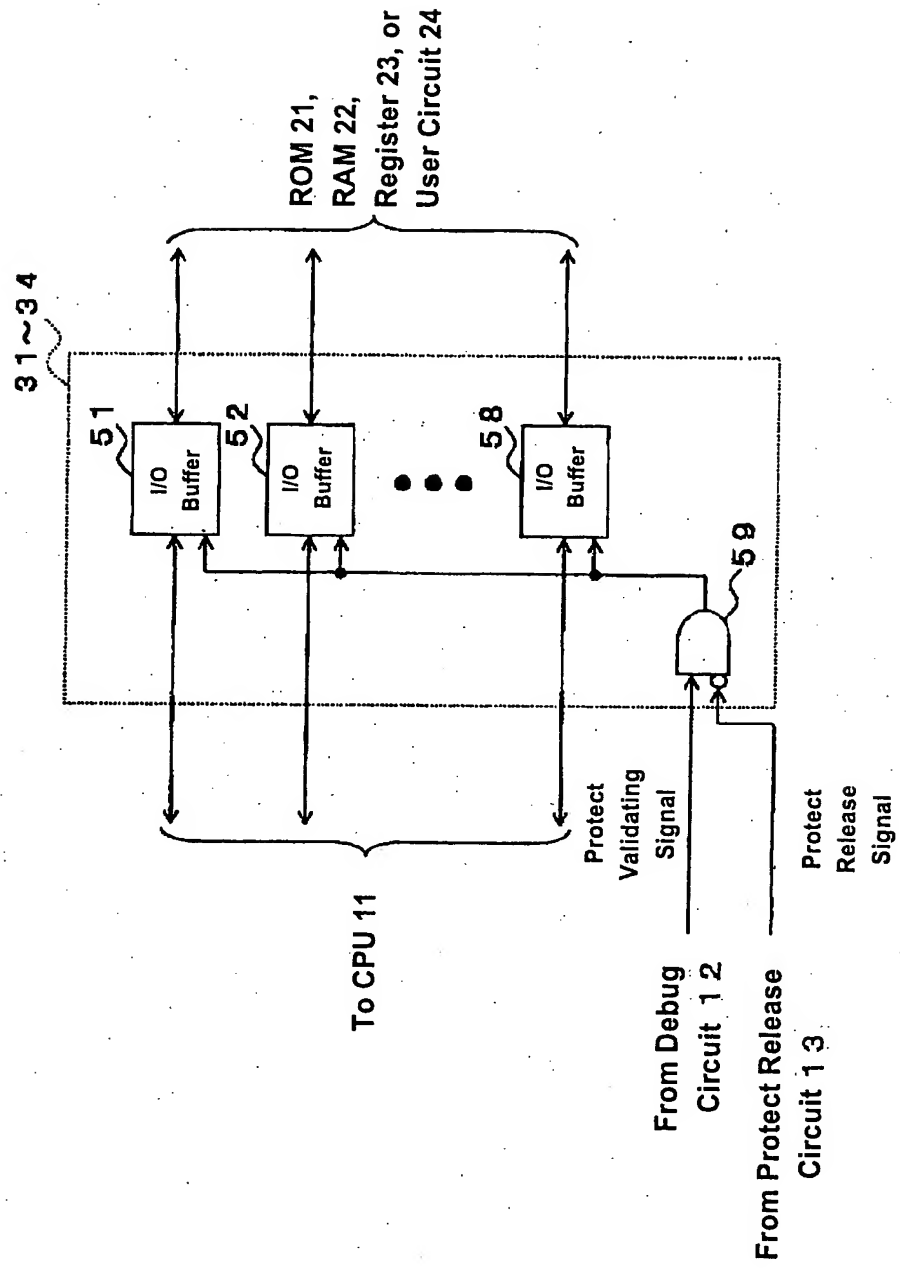 31~34
51
I/O
Buffer
52
I/O
Buffer
58
I/O
Buffer
59
To CPU 11
ROM 21,
RAM 22,
Register 23, or
User Circuit 24
Protect
Validating
Signal
From Debug
Circuit 12
Protect
Release
Signal
From Protect Release
Circuit 13